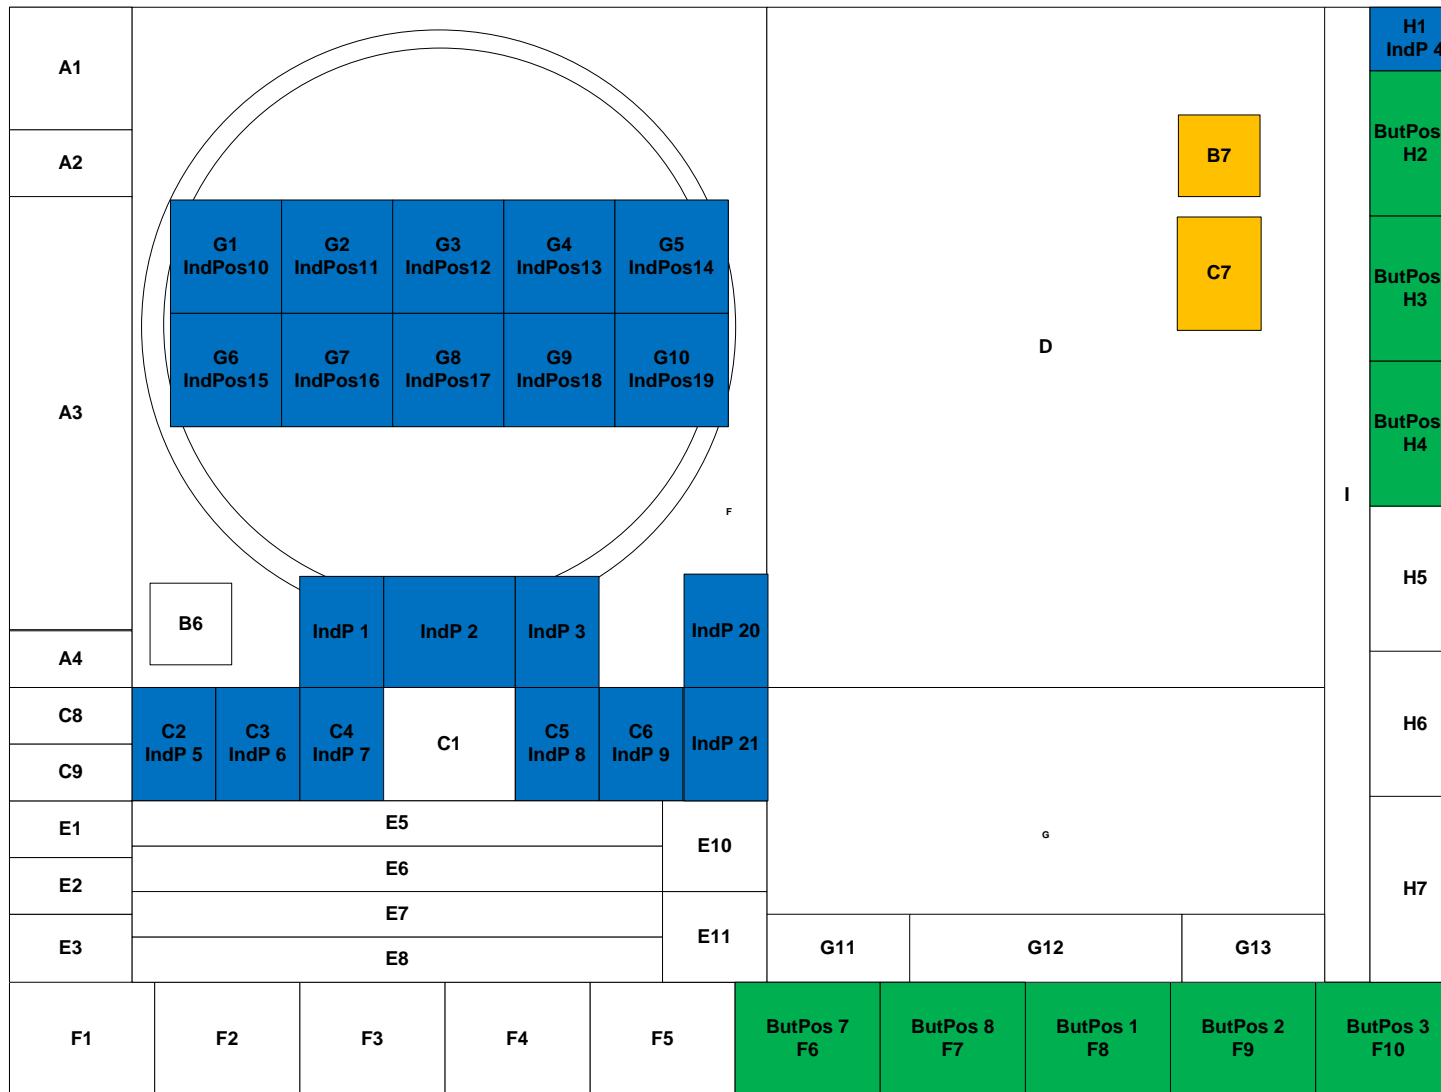 A1
A2
A3
A4
C8
C9
E1
E2
E3
G1
IndPos10
G2
IndPos11
G3
IndPos12
G4
IndPos13
G5
IndPos14
G6
IndPos15
G7
IndPos16
G8
IndPos17
G9
IndPos18
G10
IndPos19
F
B6
IndP 1
IndP 2
IndP 3
IndP 20
C2
IndP 5
C3
IndP 6
C4
IndP 7
C1
C5
IndP 8
C6
IndP 9
IndP 21
E5
E6
E7
E8
E10
E11
B7
C7
D
G
G11
G12
G13
I
H1
IndP 4
ButPos
H2
ButPos
H3
ButPos
H4
H5
H6
H7
F1
F2
F3
F4
F5
ButPos 7
F6
ButPos 8
F7
ButPos 1
F8
ButPos 2
F9
ButPos 3
F10